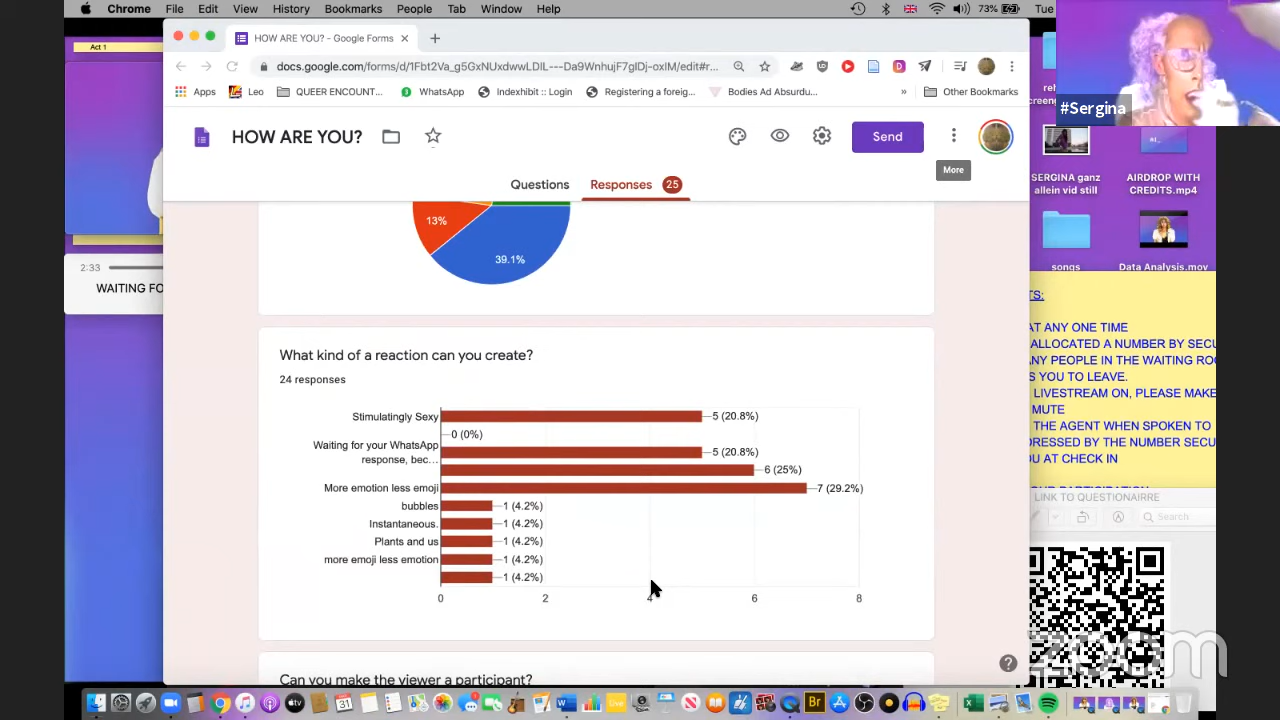 Chrome File Edit View History Bookmarks People Tab Window Help 73% Tue
Act 1
HOW ARE YOU? - Google Forms
docs.google.com/forms/d/1Fbt2Va_g5GxNUxdwwLDIL---Da9WnhujF7glDj-oxlM/edit#r...
Apps Leo QUEER ENCOUNT... WhatsApp Indexhibit :: Login Registering a foreig... Bodies Ad Absurdu... » Other Bookmarks
#Sergina
HOW ARE YOU?
Send
More
Questions Responses 25
SERGINA ganz
allein vid still
AIRDROP WITH
CREDITS.mp4
songs
Data Analysis.mov
13%
39.1%
2:33
WAITING FO
What kind of a reaction can you create?
24 responses
Stimulatingly Sexy 5 (20.8%)
0 (0%)
Waiting for your WhatsApp
response, bec... 5 (20.8%)
6 (25%)
More emotion less emoji 7 (29.2%)
bubbles 1 (4.2%)
Instantaneous. 1 (4.2%)
Plants and us 1 (4.2%)
more emoji less emotion 1 (4.2%)
1 (4.2%)
0 2 4 6 8
Can you make the viewer a participant?
TS:
AT ANY ONE TIME
ALLOCATED A NUMBER BY SECU
ANY PEOPLE IN THE WAITING RO
S YOU TO LEAVE.
LIVESTREAM ON, PLEASE MAKE
MUTE
THE AGENT WHEN SPOKEN TO
DRESSED BY THE NUMBER SECU
U AT CHECK IN
LINK TO QUESTIONAIRRE
Search
zoom